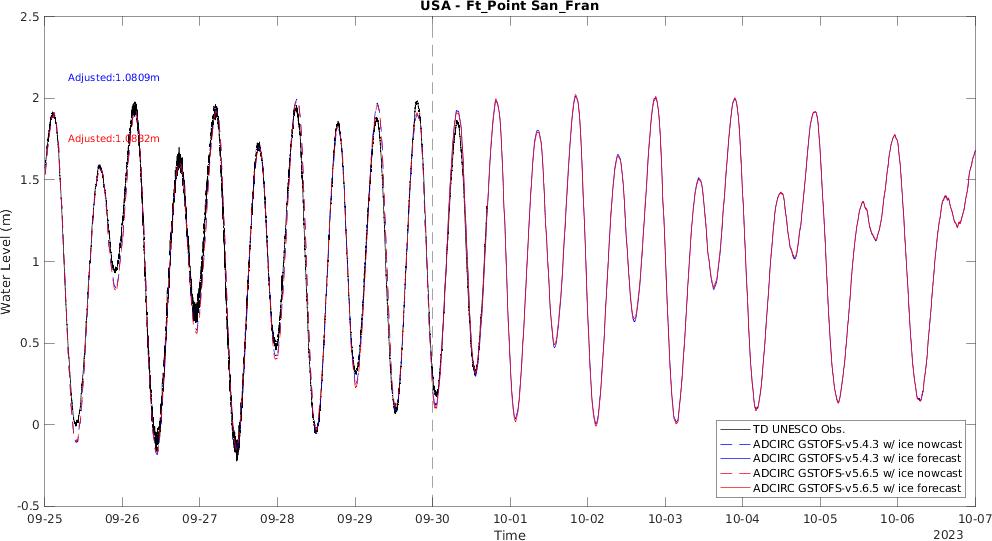 USA - Ft_Point San_Fran
2.5
2
1.5
1
0.5
0
-0.5
Water Level (m)
Adjusted:1.0809m
Adjusted:1.0882m
TD UNESCO Obs.
ADCIRC GSTOFS-v5.4.3 w/ ice nowcast
ADCIRC GSTOFS-v5.4.3 w/ ice forecast
ADCIRC GSTOFS-v5.6.5 w/ ice nowcast
ADCIRC GSTOFS-v5.6.5 w/ ice forecast
09-25 09-26 09-27 09-28 09-29 09-30 10-01 10-02 10-03 10-04 10-05 10-06 10-07
Time
2023